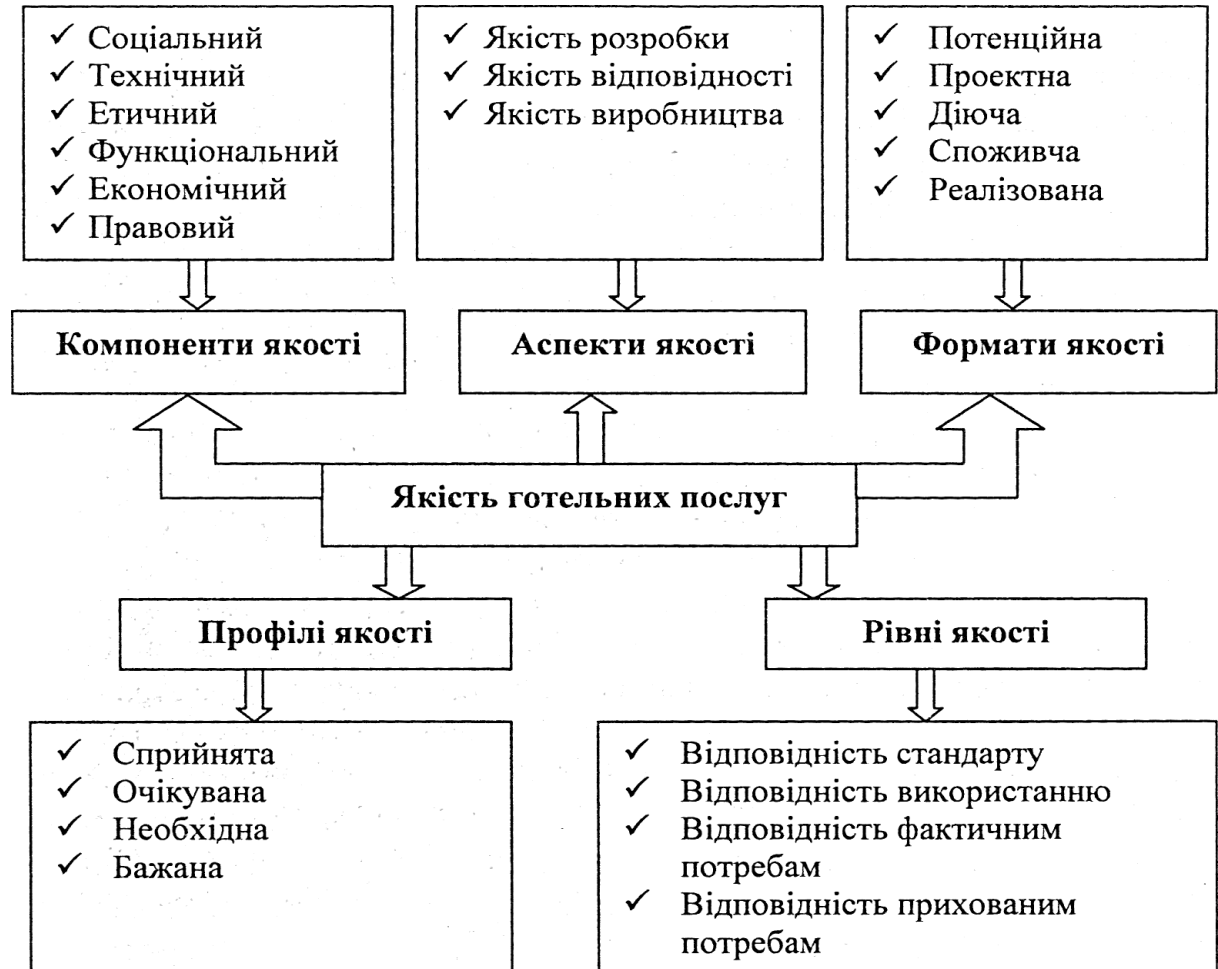 ✓ Соціальний
✓ Технічний
✓ Етичний
✓ Функціональний
✓ Економічний
✓ Правовий
✓ Якість розробки
✓ Якість відповідності
✓ Якість виробництва
✓ Потенційна
✓ Проектна
✓ Діюча
✓ Споживча
✓ Реалізована
Компоненти якості
Аспекти якості
Формати якості
Якість готельних послуг
Профілі якості
Рівні якості
✓ Сприйнята
✓ Очікувана
✓ Необхідна
✓ Бажана
✓ Відповідність стандарту
✓ Відповідність використанню
✓ Відповідність фактичним
потребам
✓ Відповідність прихованим
потребам